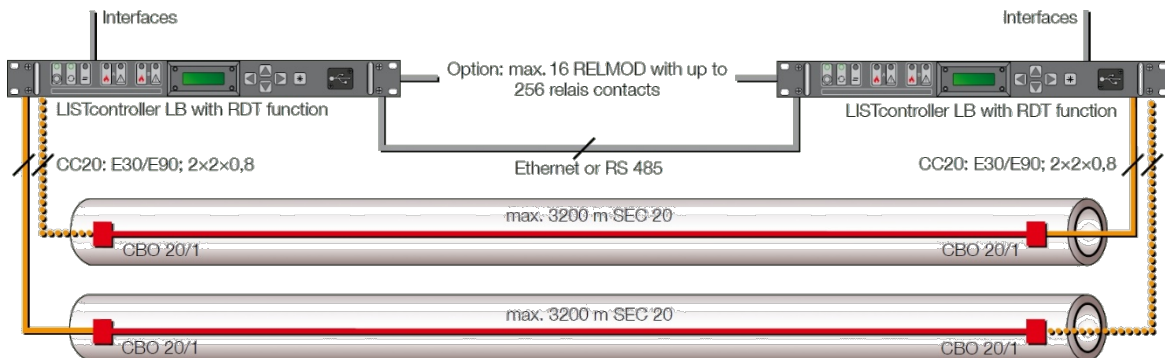 Interfaces
Interfaces
Option: max. 16 RELMOD with up to
256 relais contacts
LISTcontroller LB with RDT function
LISTcontroller LB with RDT function
Ethernet or RS 485
CC20: E30/E90; 2×2×0,8
CC20: E30/E90; 2×2×0,8
max. 3200 m SEC 20
CBO 20/1
CBO 20/1
max. 3200 m SEC 20
CBO 20/1
CBO 20/1